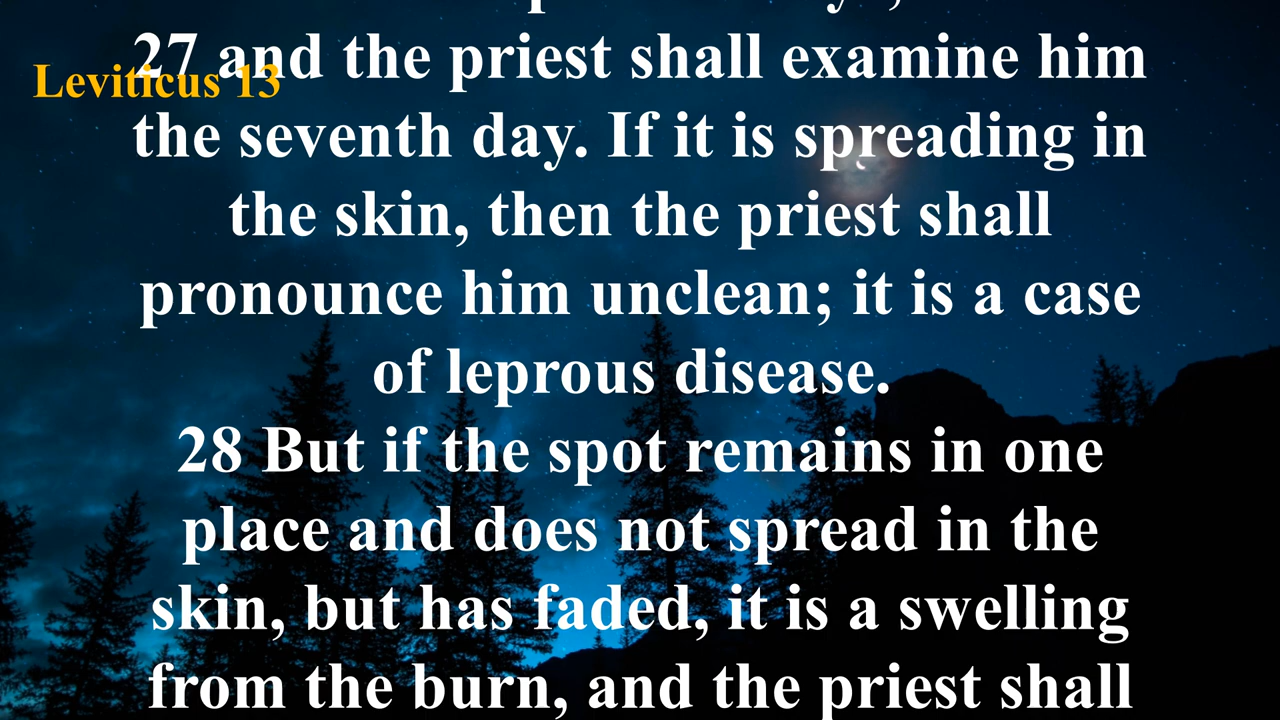 27 and the priest shall examine him
Leviticus 13
the seventh day. If it is spreading in
the skin, then the priest shall
pronounce him unclean; it is a case
of leprous disease.
28 But if the spot remains in one
place and does not spread in the
skin, but has faded, it is a swelling
from the burn, and the priest shall